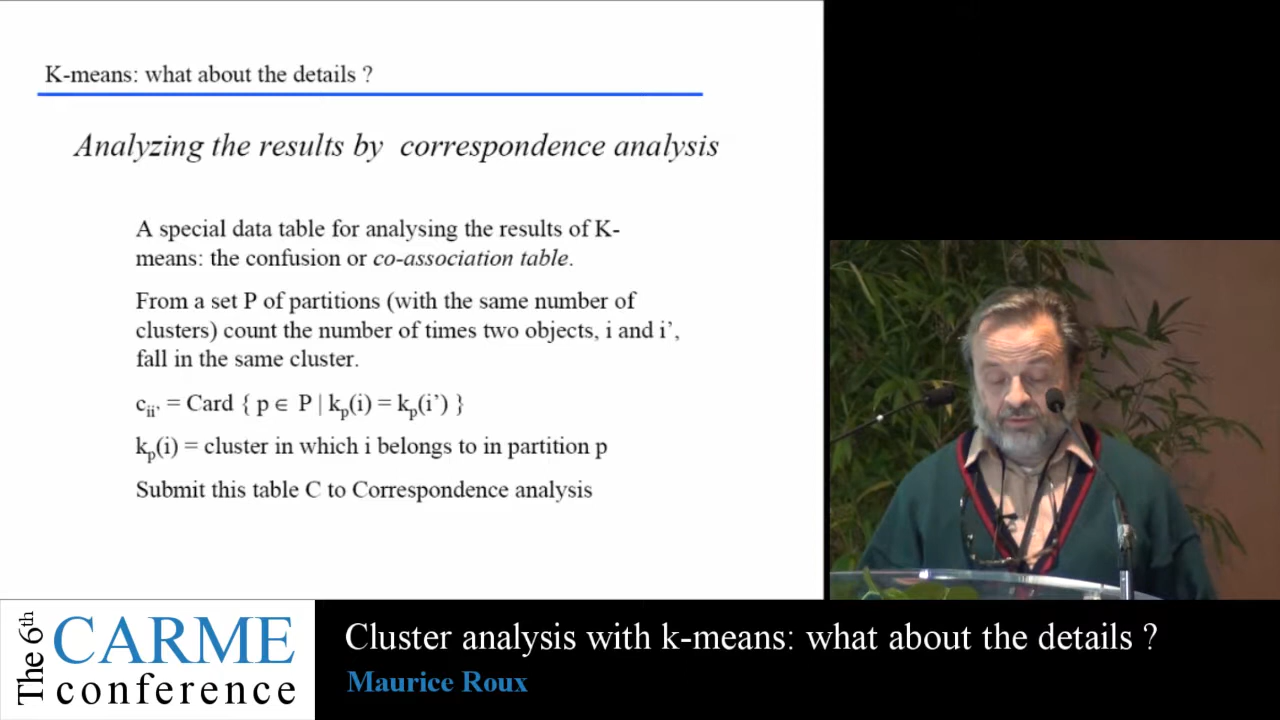 K-means: what about the details ?
Analyzing the results by correspondence analysis
A special data table for analysing the results of K-
means: the confusion or co-association table.
From a set P of partitions (with the same number of
clusters) count the number of times two objects, i and i’,
fall in the same cluster.
cii’ = Card { p ∈ P | kp(i) = kp(i’) }
kp(i) = cluster in which i belongs to in partition p
Submit this table C to Correspondence analysis
The 6th
CARME
conference
Cluster analysis with k-means: what about the details ?
Maurice Roux